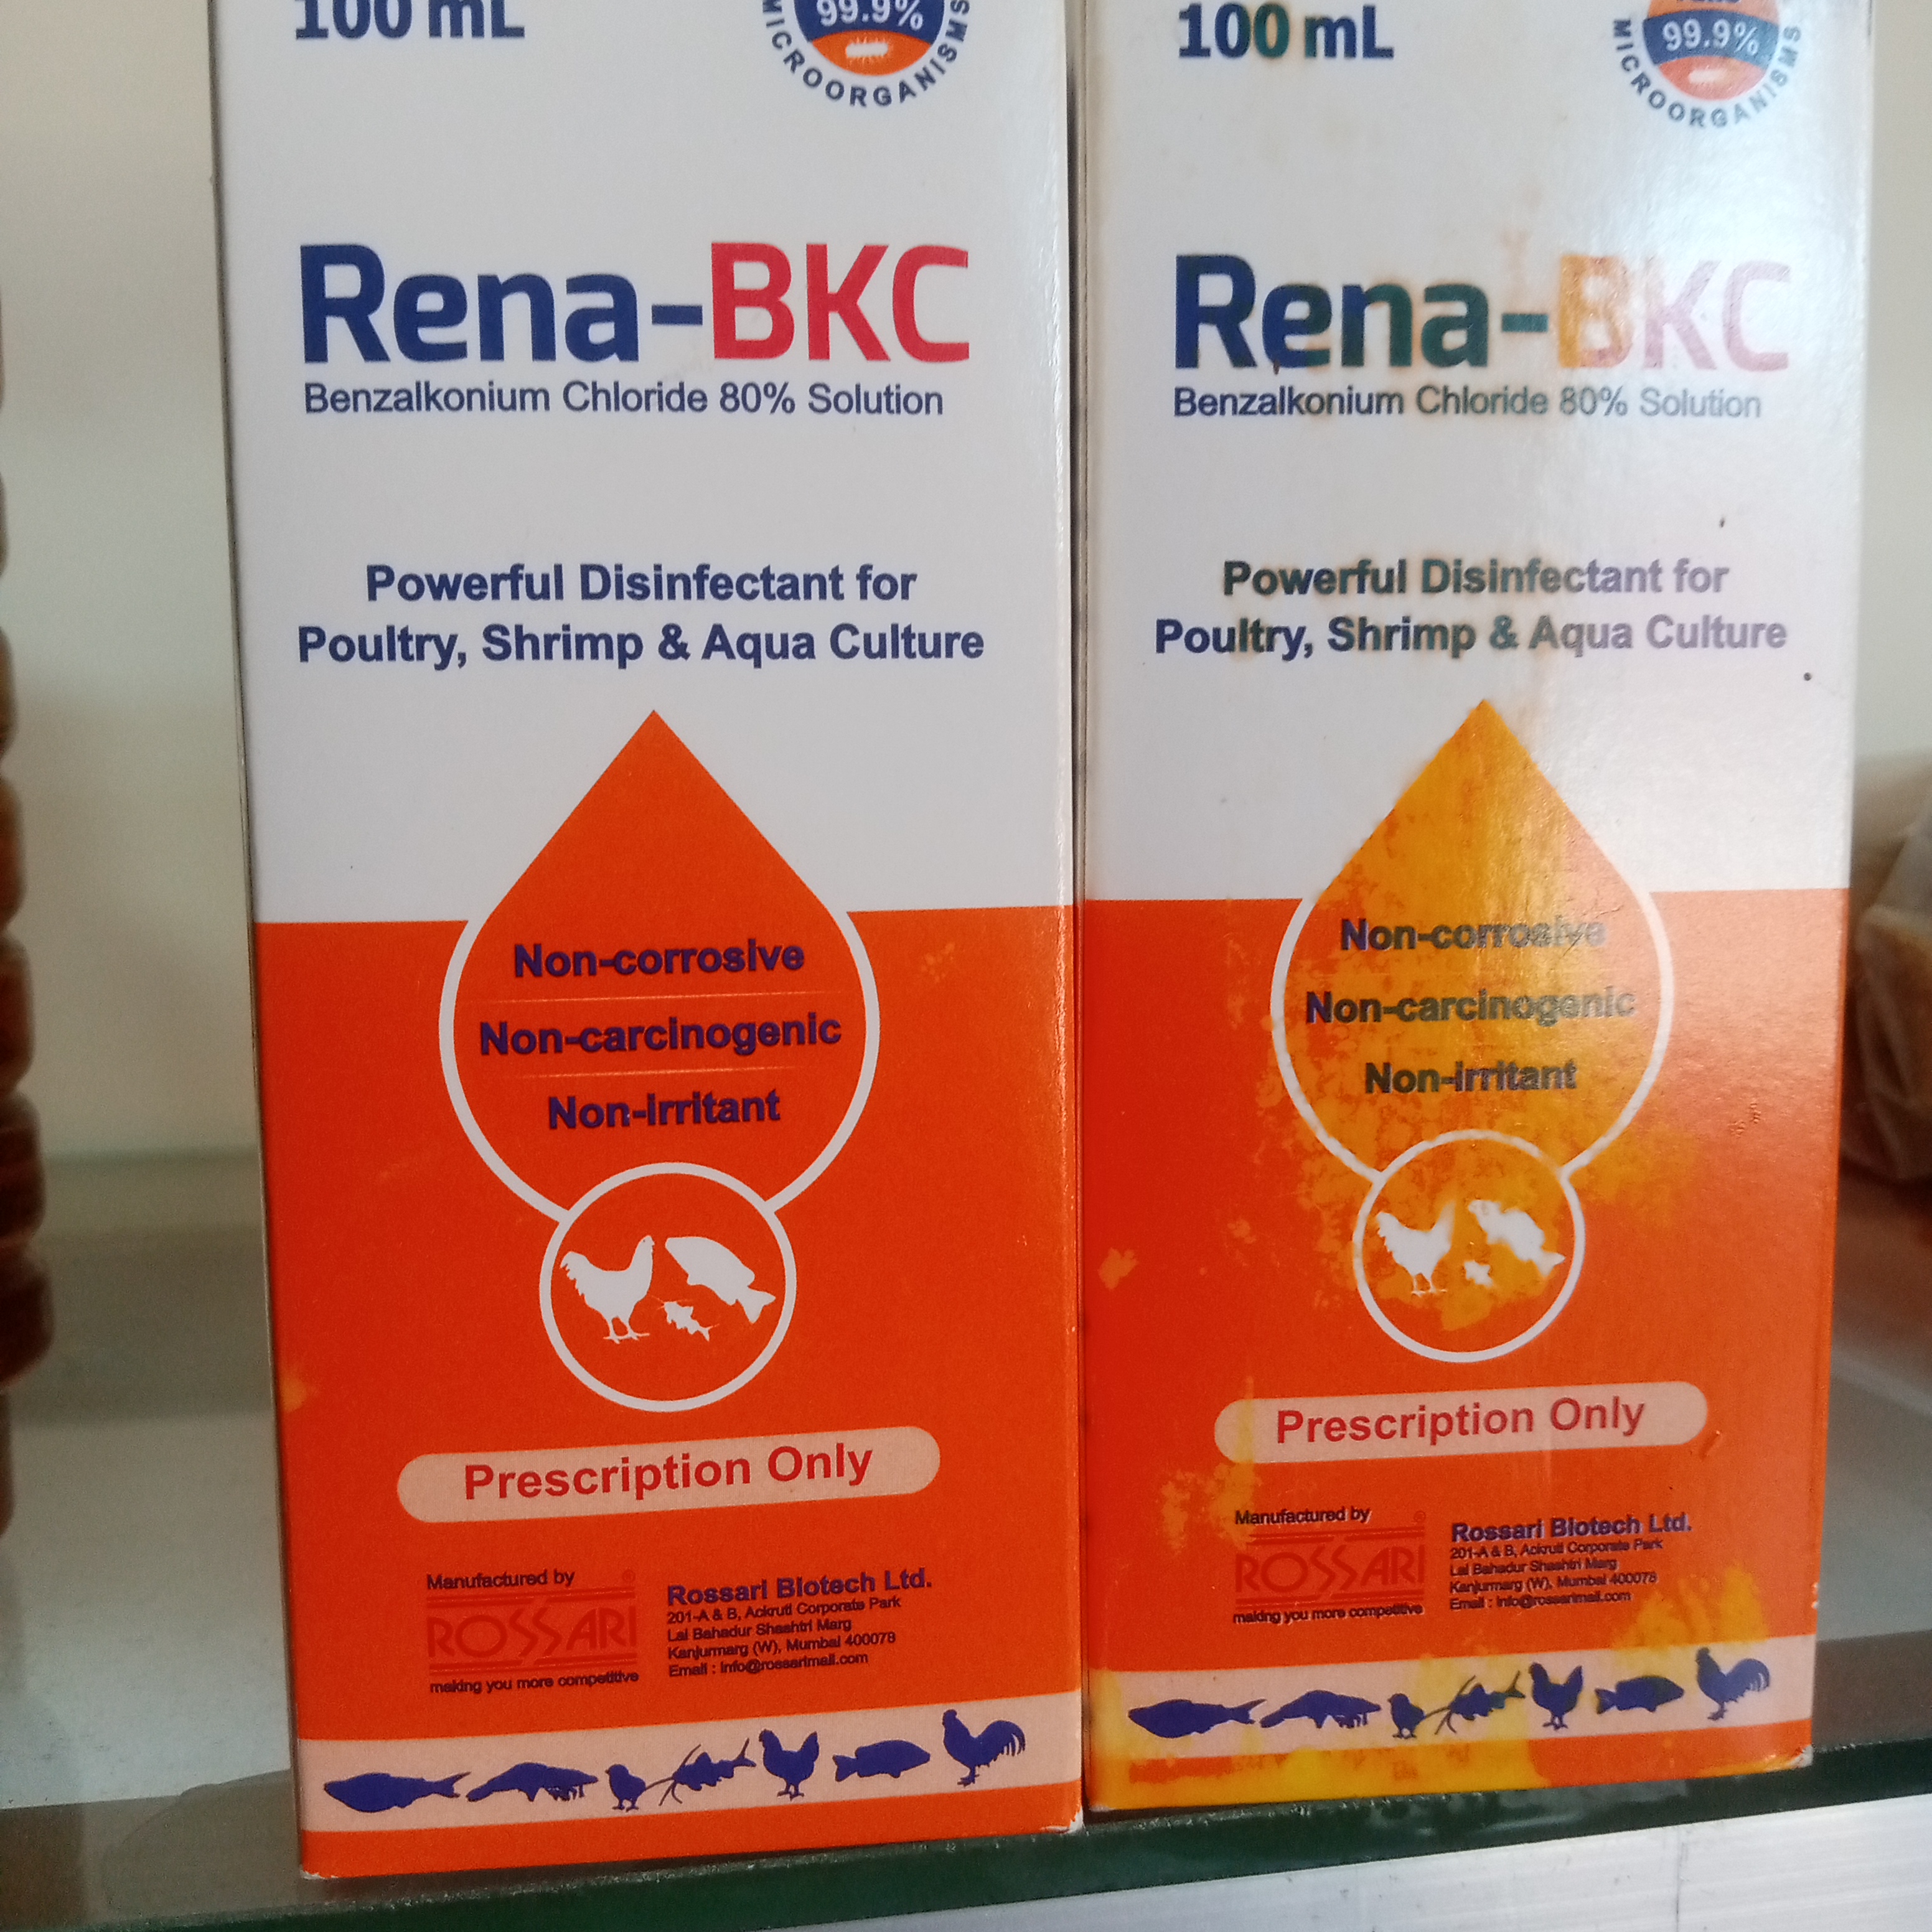 100 mL
99.9%
MICROORGANISMS
Rena-BKC
Benzalkonium Chloride 80% Solution
Powerful Disinfectant for
Poultry, Shrimp & Aqua Culture
Non-corrosive
Non-carcinogenic
Non-irritant
Prescription Only
Manufactured by
ROSSARI
®
making you more competitive
Rossari Biotech Ltd.
201-A & B, Ackruti Corporate Park
Lal Bahadur Shashtri Marg
Kanjurmarg (W), Mumbai 400078
Email : info@rossarimail.com
100 mL
99.9%
MICROORGANISMS
Rena-BKC
Benzalkonium Chloride 80% Solution
Powerful Disinfectant for
Poultry, Shrimp & Aqua Culture
Non-corrosive
Non-carcinogenic
Non-irritant
Prescription Only
Manufactured by
ROSSARI
®
making you more competitive
Rossari Biotech Ltd.
201-A & B, Ackruti Corporate Park
Lal Bahadur Shashtri Marg
Kanjurmarg (W), Mumbai 400078
Email : info@rossarimail.com